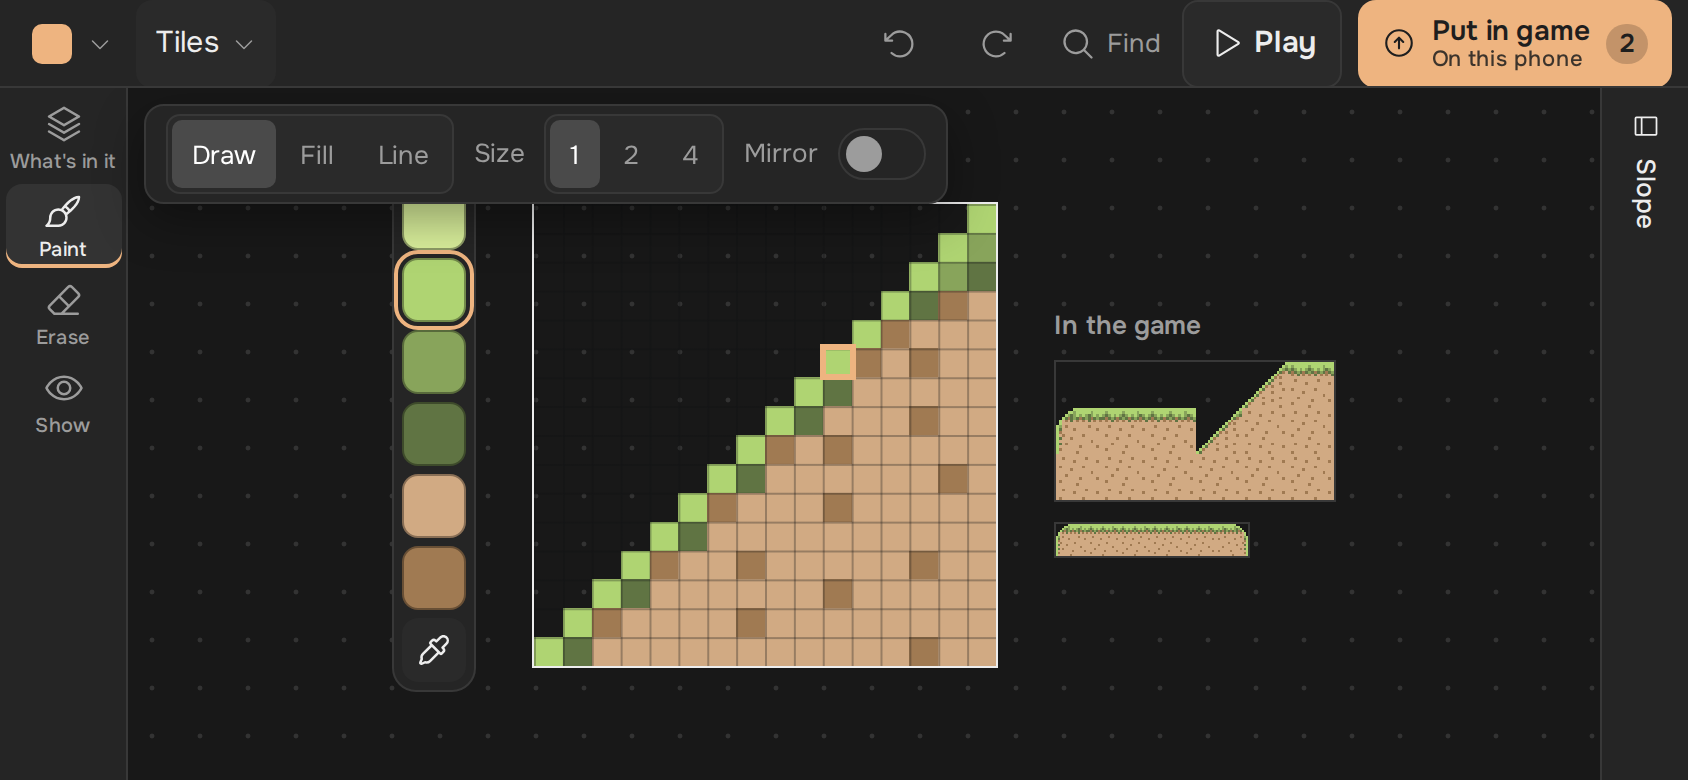 Tiles
Find
Play
Put in game
On this phone
2
What's in it
Paint
Erase
Show
Draw Fill Line Size 1 2 4 Mirror
In the game
Slope